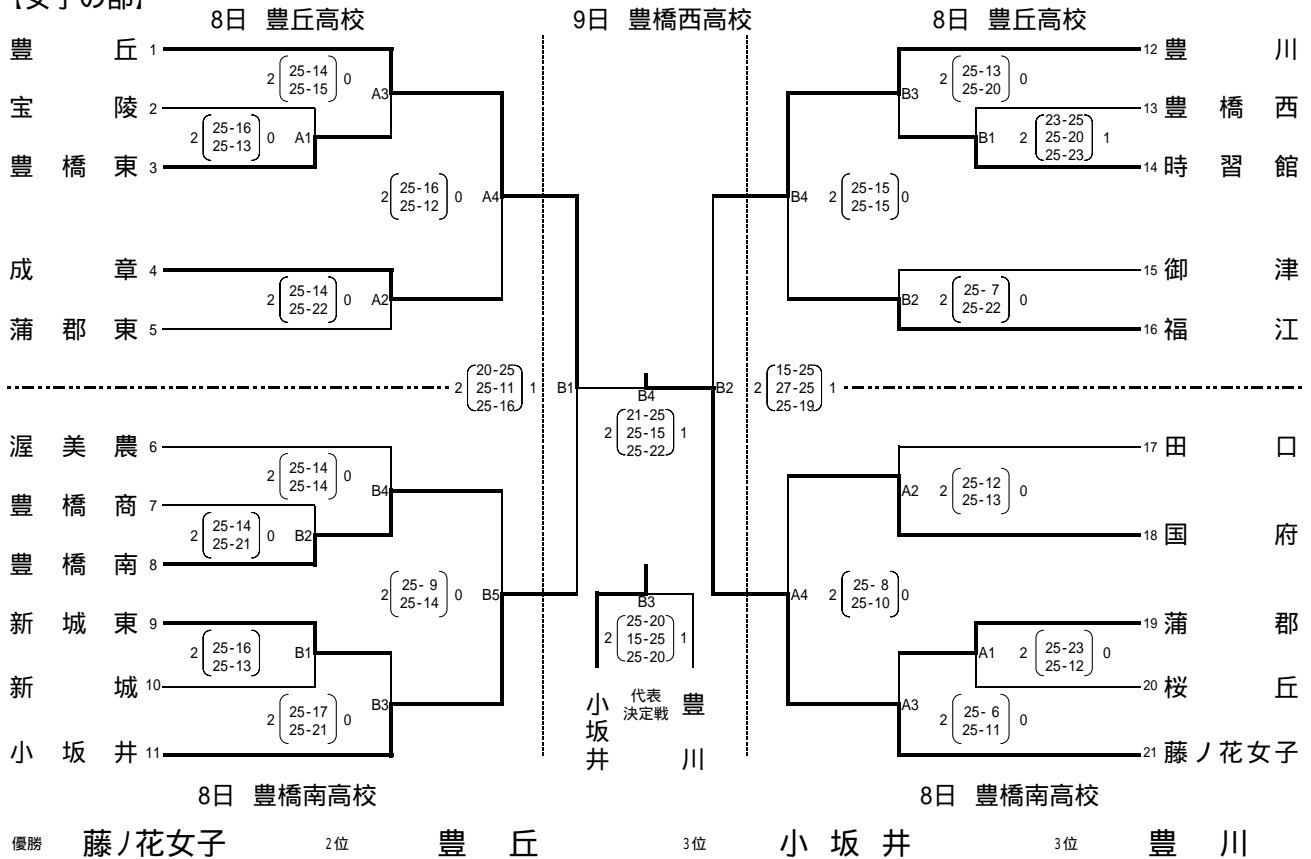 【女子の部】
8日 豊丘高校
9日 豊橋西高校
8日 豊丘高校
豊丘 1
宝陵 2
豊橋東 3
成章 4
蒲郡東 5
渥美農 6
豊橋商 7
豊橋南 8
新城東 9
新城 10
小坂井 11
2 25-14 0 A3
25-15
2 25-16 0 A1
25-13
2 25-16 0 A4
25-12
2 25-14 0 A2
25-22
2 25-14 0 B4
25-14
2 25-14 0 B2
25-21
2 25-9 0 B5
25-14
2 25-16 0 B1
25-13
2 25-17 0 B3
25-21
20-25
2 25-11 1 B1
25-16
B4
21-25
2 25-15 1
25-22
B3
25-20
2 15-25 1
25-20
小坂井
代表
決定戦
豊川
15-25
B2 2 27-25 1
25-19
B3 2 25-13 0
25-20
23-25
B1 2 25-20 1
25-23
B4 2 25-15 0
25-15
B2 2 25-7 0
25-22
A2 2 25-12 0
25-13
A4 2 25-8 0
25-10
A1 2 25-23 0
25-12
A3 2 25-6 0
25-11
12 豊川
13 豊橋西
14 時習館
15 御津
16 福江
17 田口
18 国府
19 蒲郡
20 桜丘
21 藤ノ花女子
8日 豊橋南高校
8日 豊橋南高校
優勝 藤ノ花女子 2位 豊丘 3位 小坂井 3位 豊川